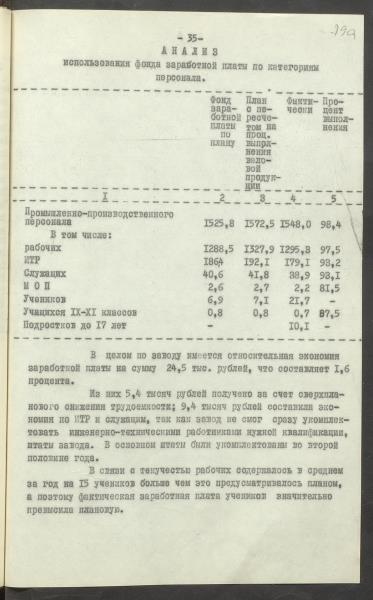 - 35-
19а
АНАЛИЗ
использования фонда заработной платы по категориям
персонала.
Фонд зара- ботной платы по плану | План с пе- ресче- том на проц. выпол- нения вало- вой продук- ции | Факти- чески | Про- цент выпол- нения
I 2 3 4 5
Промышленно-производственного
персонала 1525,8 1572,5 1548,0 98,4
В том числе:
рабочих 1288,5 1327,9 1295,8 97,5
ИТР 1864 192,1 179,1 93,2
Служащих 40,6 41,8 38,9 93,1
М О П 2,6 2,7 2,2 81,5
Учеников 6,9 7,1 21,7 -
Учащихся IX-XI классов 0,8 0,8 0,7 87,5
Подростков до 17 лет - 10,1 -
В целом по заводу имеется относительная экономия
заработной платы на сумму 24,5 тыс. рублей, что составляет 1,6
процента.
Из них 5,4 тысяч рублей получено за счет сверхпла-
нового снижения трудоемкости; 9,4 тысяч рублей составила эко-
номия по ИТР и служащим, так как завод не смог сразу укомплек-
товать инженерно-техническими работниками нужной квалификации,
штаты завода. В основном штаты были укомплектованы во второй
половине года.
В связи с текучестью рабочих содержалось в среднем
за год на 15 учеников больше чем это предусматривалось планом,
а поэтому фактическая заработная плата учеников значительно
превысила плановую.